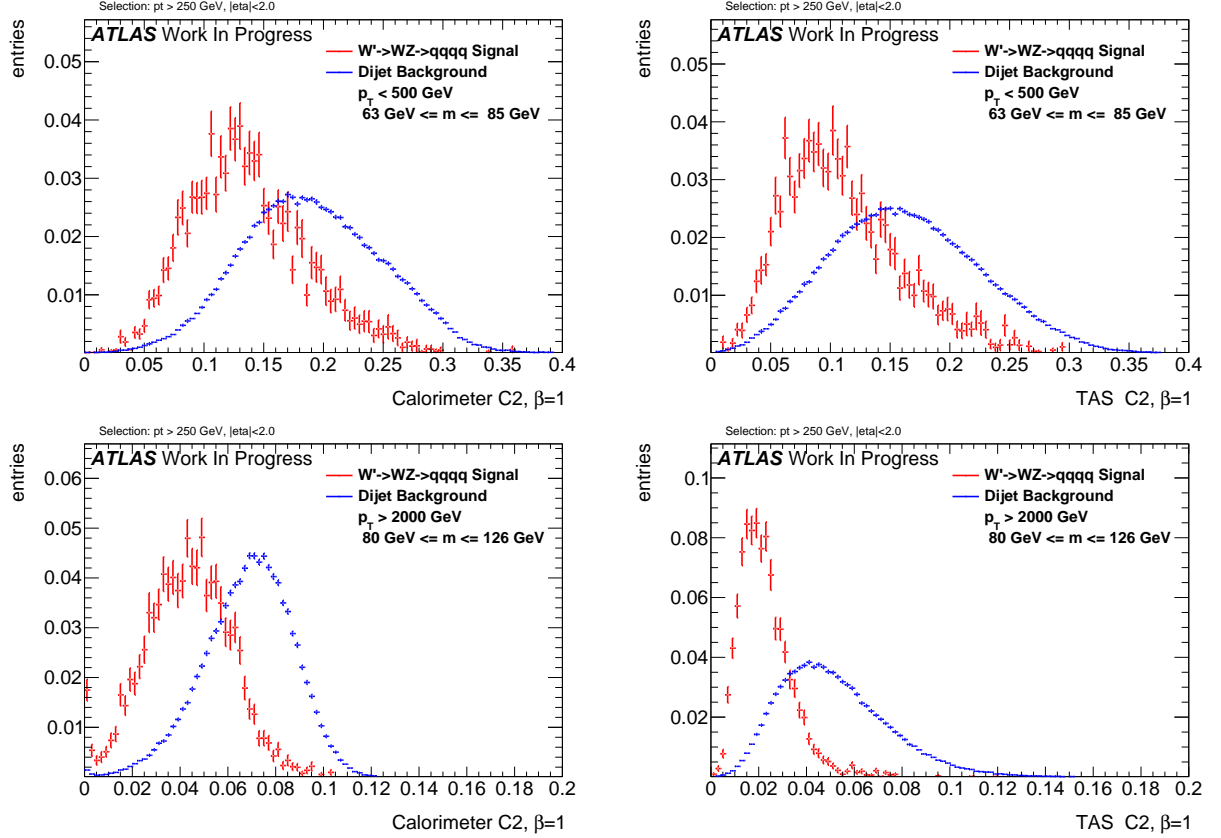 Selection: pt > 250 GeV, |eta|<2.0
entries
ATLAS Work In Progress
W'->WZ->qqqq Signal
Dijet Background
p_T < 500 GeV
63 GeV <= m <= 85 GeV
0.05
0.04
0.03
0.02
0.01
0 0.05 0.1 0.15 0.2 0.25 0.3 0.35 0.4
Calorimeter C2, β=1
Selection: pt > 250 GeV, |eta|<2.0
entries
ATLAS Work In Progress
W'->WZ->qqqq Signal
Dijet Background
p_T < 500 GeV
63 GeV <= m <= 85 GeV
0.05
0.04
0.03
0.02
0.01
0 0.05 0.1 0.15 0.2 0.25 0.3 0.35 0.4
TAS C2, β=1
Selection: pt > 250 GeV, |eta|<2.0
entries
ATLAS Work In Progress
W'->WZ->qqqq Signal
Dijet Background
p_T > 2000 GeV
80 GeV <= m <= 126 GeV
0.06
0.05
0.04
0.03
0.02
0.01
0 0.02 0.04 0.06 0.08 0.1 0.12 0.14 0.16 0.18 0.2
Calorimeter C2, β=1
Selection: pt > 250 GeV, |eta|<2.0
entries
ATLAS Work In Progress
W'->WZ->qqqq Signal
Dijet Background
p_T > 2000 GeV
80 GeV <= m <= 126 GeV
0.1
0.08
0.06
0.04
0.02
0 0.02 0.04 0.06 0.08 0.1 0.12 0.14 0.16 0.18 0.2
TAS C2, β=1